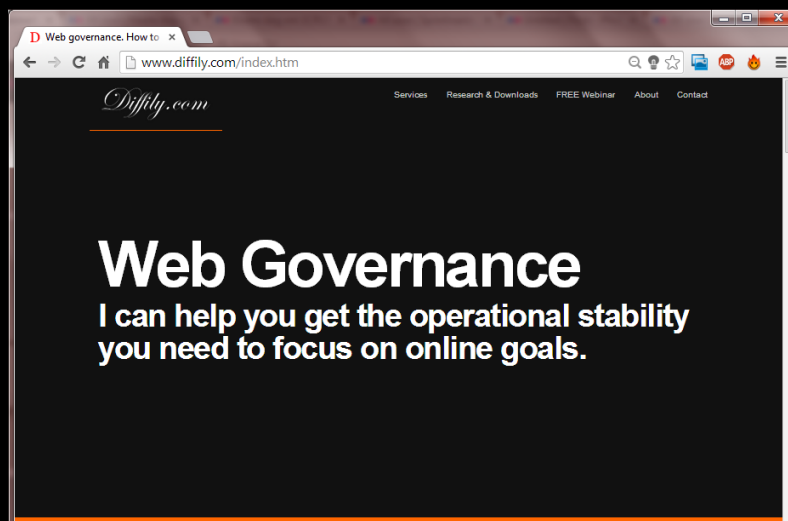 Web governance. How to
www.diffily.com/index.htm
ABP
Diffily.com
Services Research & Downloads FREE Webinar About Contact
Web Governance
I can help you get the operational stability
you need to focus on online goals.